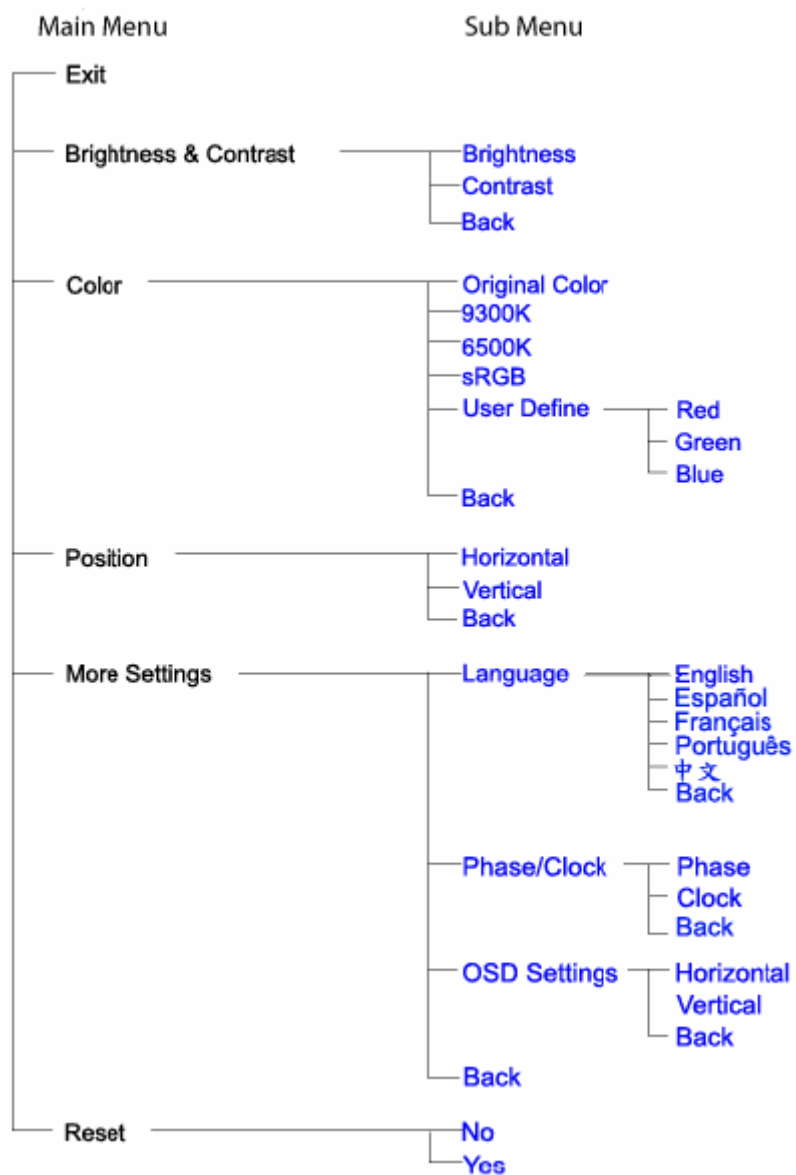 Main Menu Sub Menu
Exit
Brightness & Contrast Brightness
Contrast
Back
Color Original Color
9300K
6500K
sRGB
User Define Red
Green
Blue
Back
Position Horizontal
Vertical
Back
More Settings Language English
Español
Français
Português
中文
Back
Phase/Clock Phase
Clock
Back
OSD Settings Horizontal
Vertical
Back
Back
Reset No
Yes